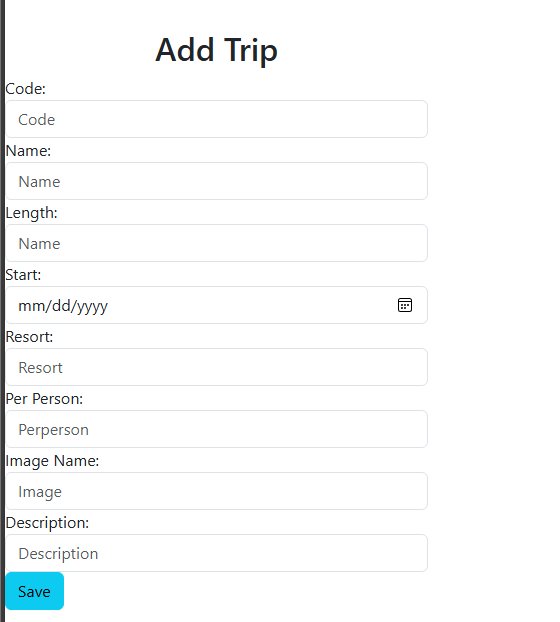 Add Trip
Code:
Code
Name:
Name
Length:
Name
Start:
mm/dd/yyyy
Resort:
Resort
Per Person:
Perperson
Image Name:
Image
Description:
Description
Save